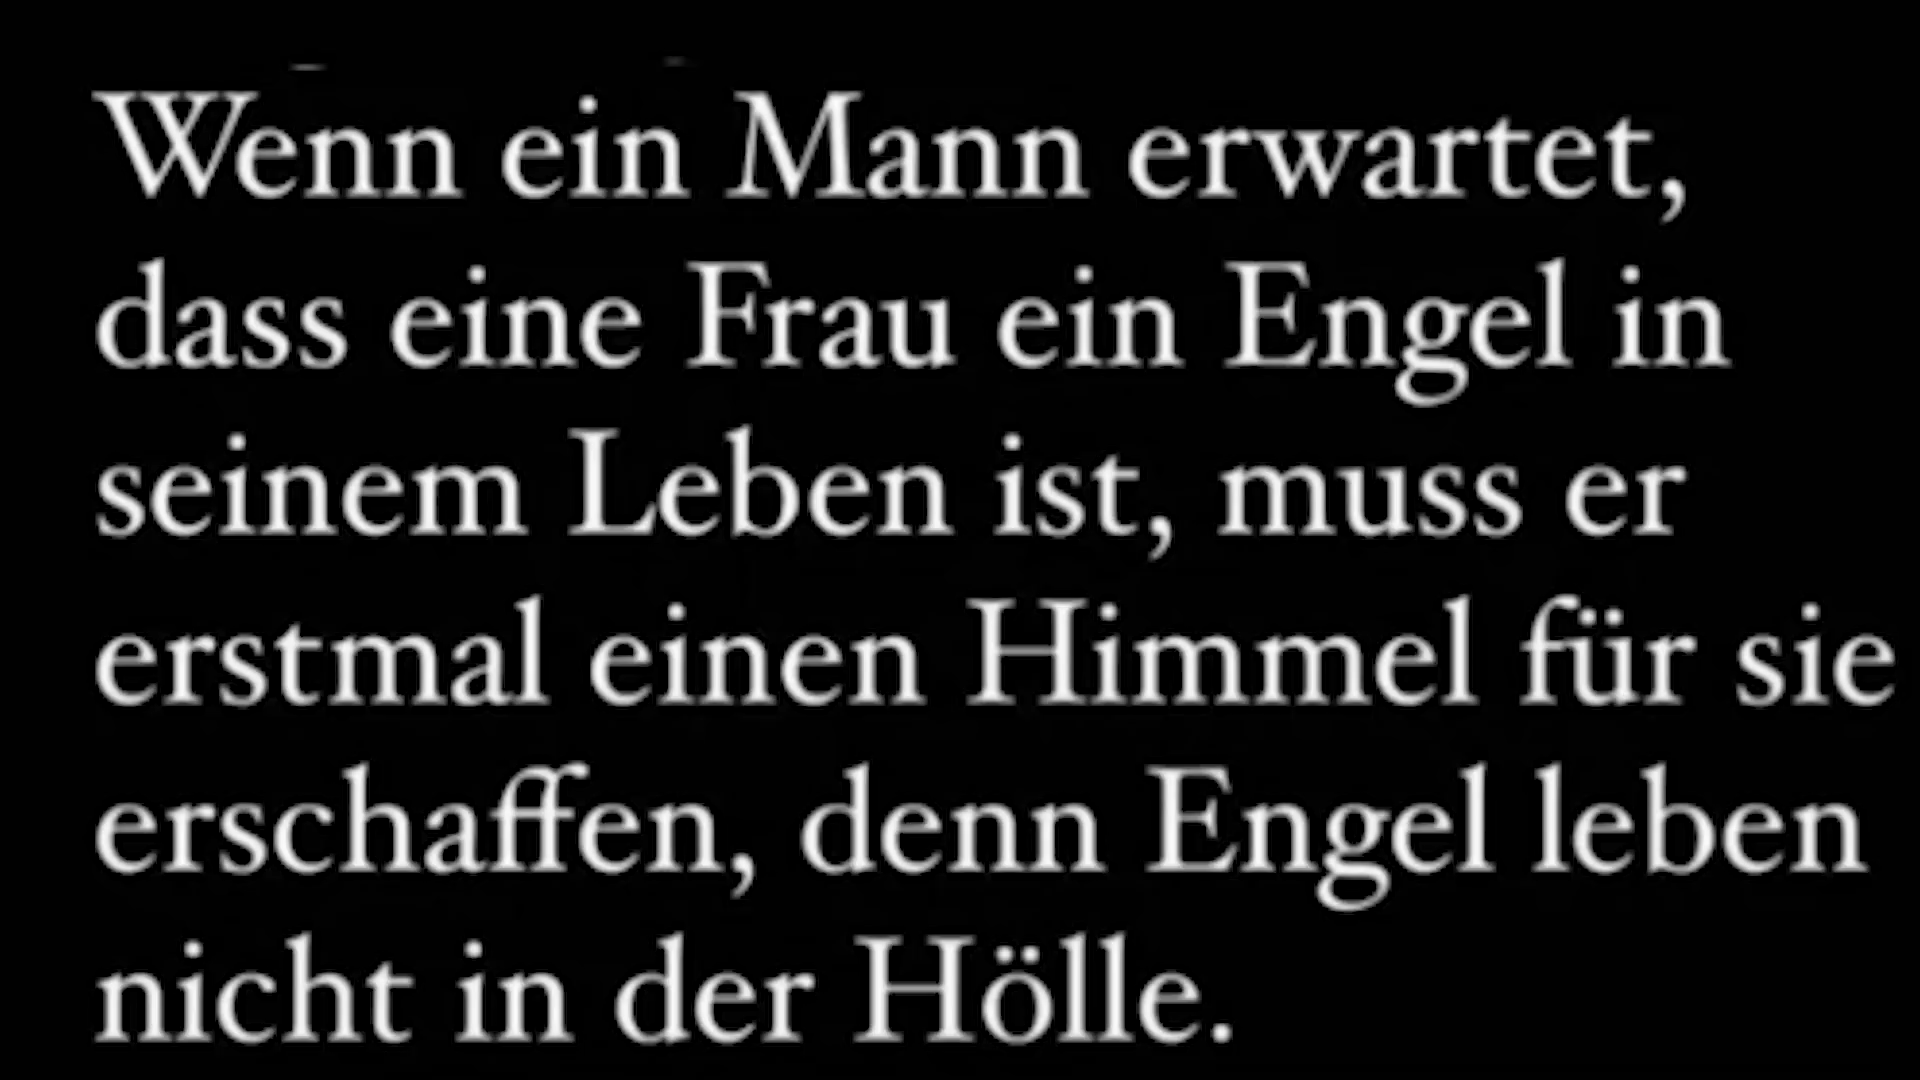 Wenn ein Mann erwartet,
dass eine Frau ein Engel in
seinem Leben ist, muss er
erstmal einen Himmel für sie
erschaffen, denn Engel leben
nicht in der Hölle.